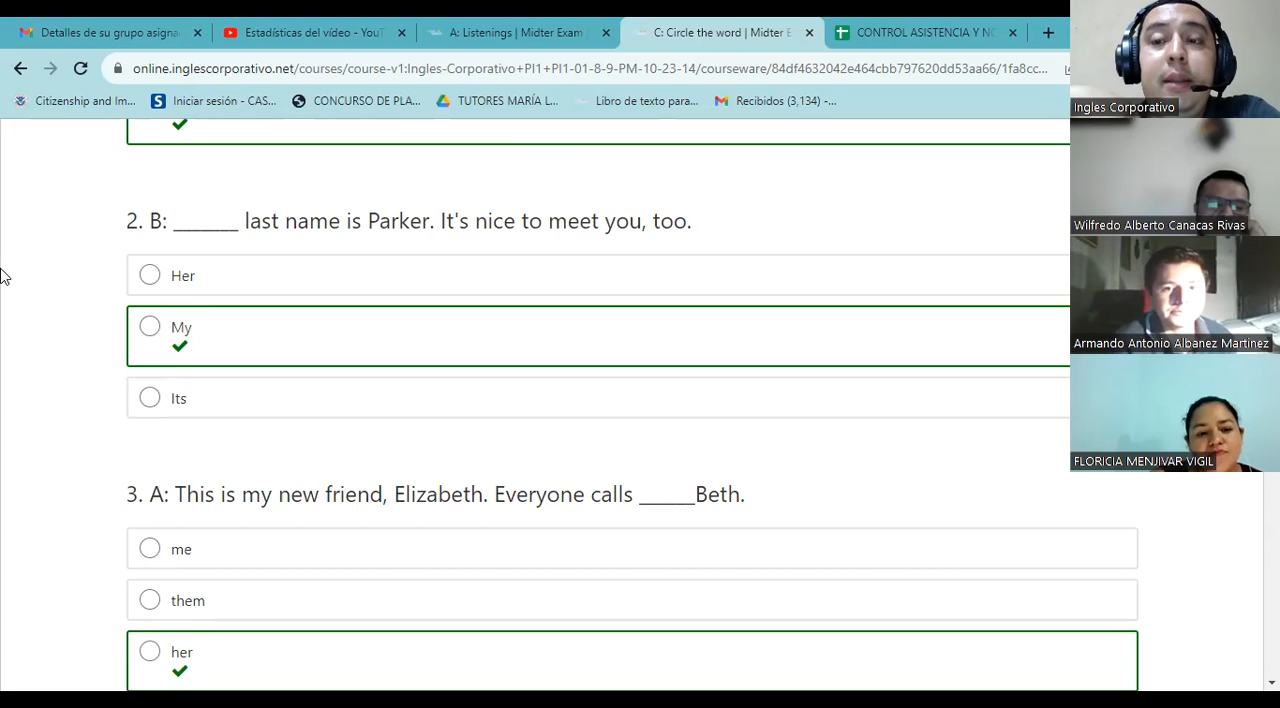 Detalles de su grupo asigna
Estadísticas del vídeo - YouT
A: Listenings | Midter Exam
C: Circle the word | Midter E
CONTROL ASISTENCIA Y NO
online.inglescorporativo.net/courses/course-v1:Ingles-Corporativo+PI1+PI1-01-8-9-PM-10-23-14/courseware/84df4632042e464cbb797620dd53aa66/1fa8cc...
Citizenship and Im...
Iniciar sesión - CAS...
CONCURSO DE PLA...
TUTORES MARÍA L...
Libro de texto para...
Recibidos (3,134) -...
2. B: ______ last name is Parker. It's nice to meet you, too.
Her
My
Its
3. A: This is my new friend, Elizabeth. Everyone calls _____Beth.
me
them
her
Ingles Corporativo
Wilfredo Alberto Canacas Rivas
Armando Antonio Albanez Martinez
FLORICIA MENJIVAR VIGIL